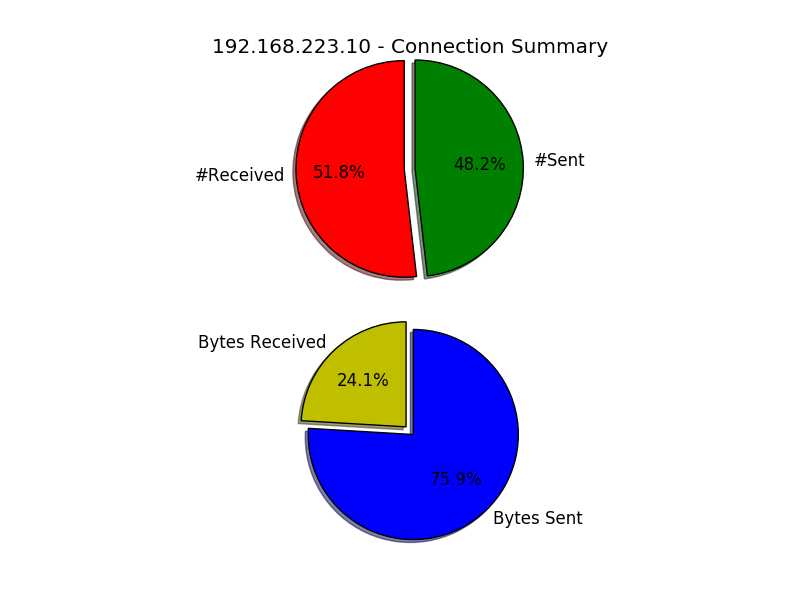 192.168.223.10 - Connection Summary
#Received
51.8%
48.2%
#Sent
Bytes Received
24.1%
75.9%
Bytes Sent